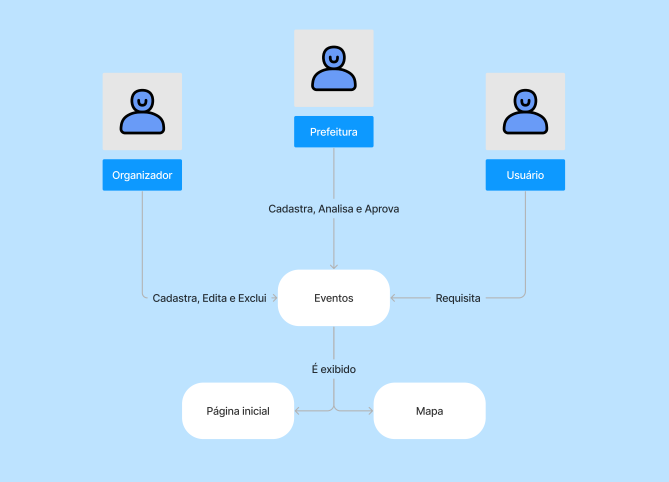 Prefeitura
Organizador
Usuário
Cadastra, Analisa e Aprova
Cadastra, Edita e Exclui
Eventos
Requisita
É exibido
Página inicial
Mapa